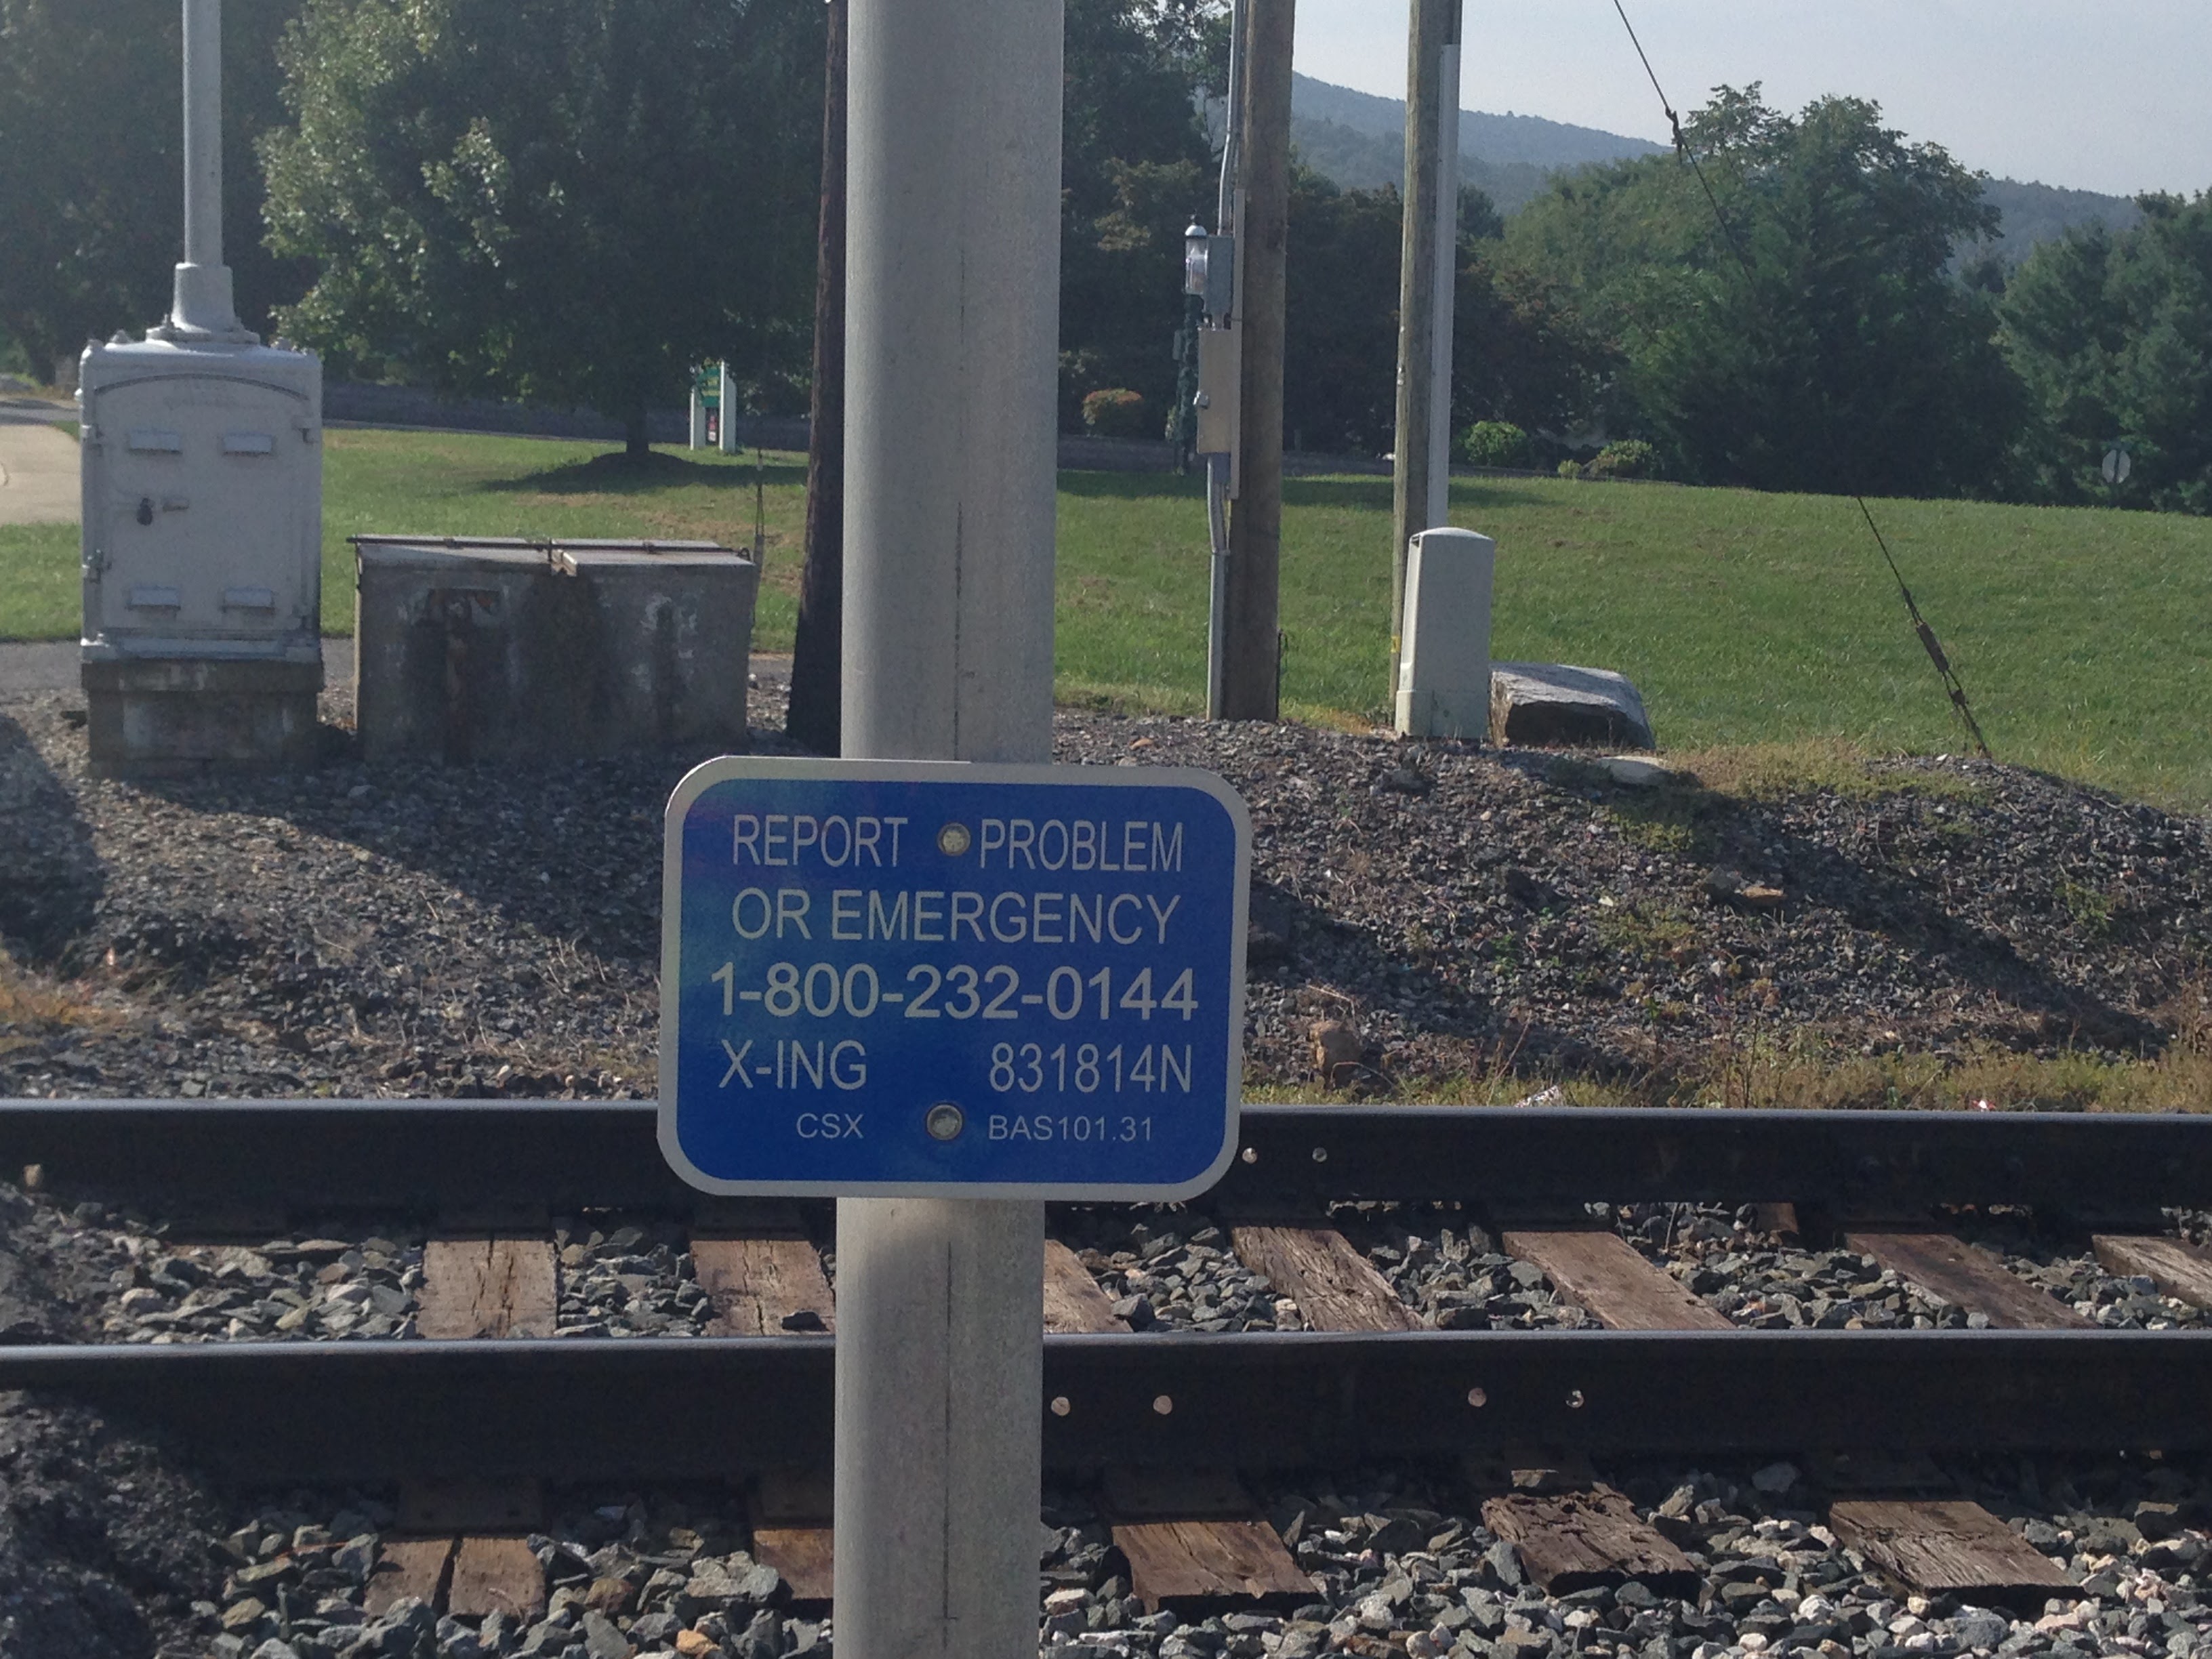 REPORT PROBLEM
OR EMERGENCY
1-800-232-0144
X-ING 831814N
CSX BAS101.31